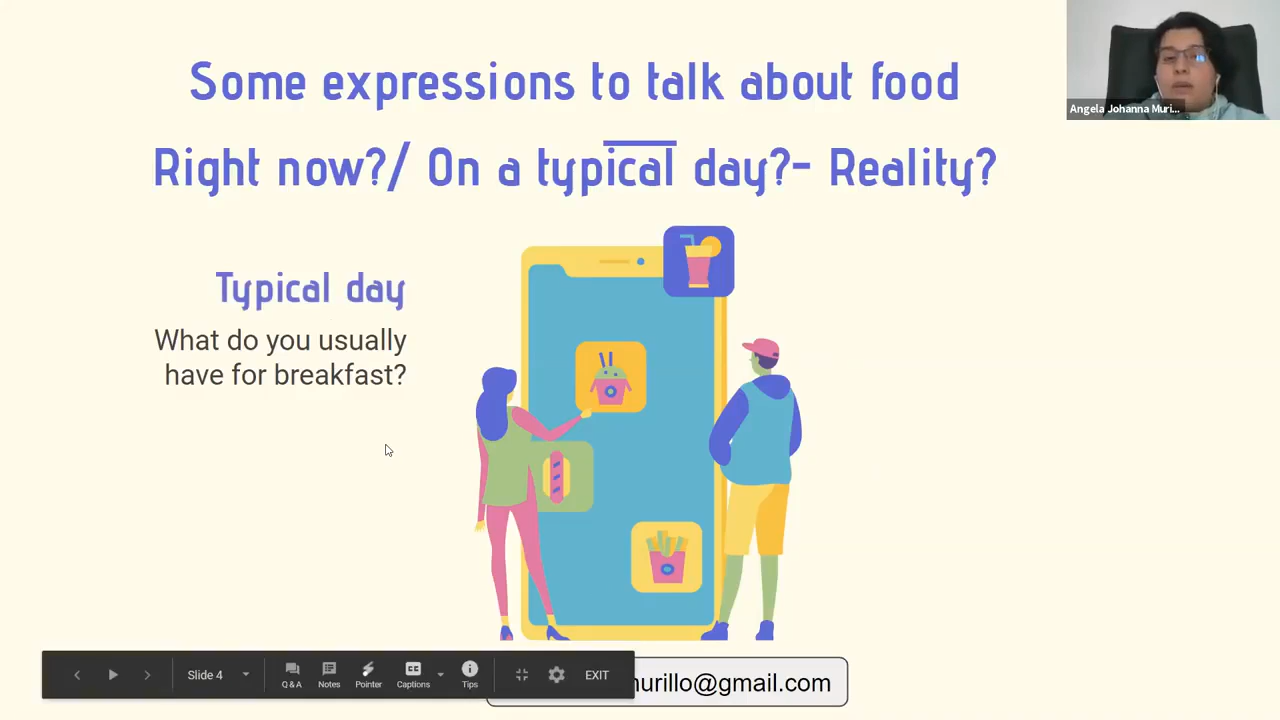 Some expressions to talk about food
Right now?/ On a typical day?- Reality?
Angela Johanna Muri...
Typical day
What do you usually
have for breakfast?
Slide 4
Q & A
Notes
Pointer
CC
Captions
Tips
EXIT
murillo@gmail.com